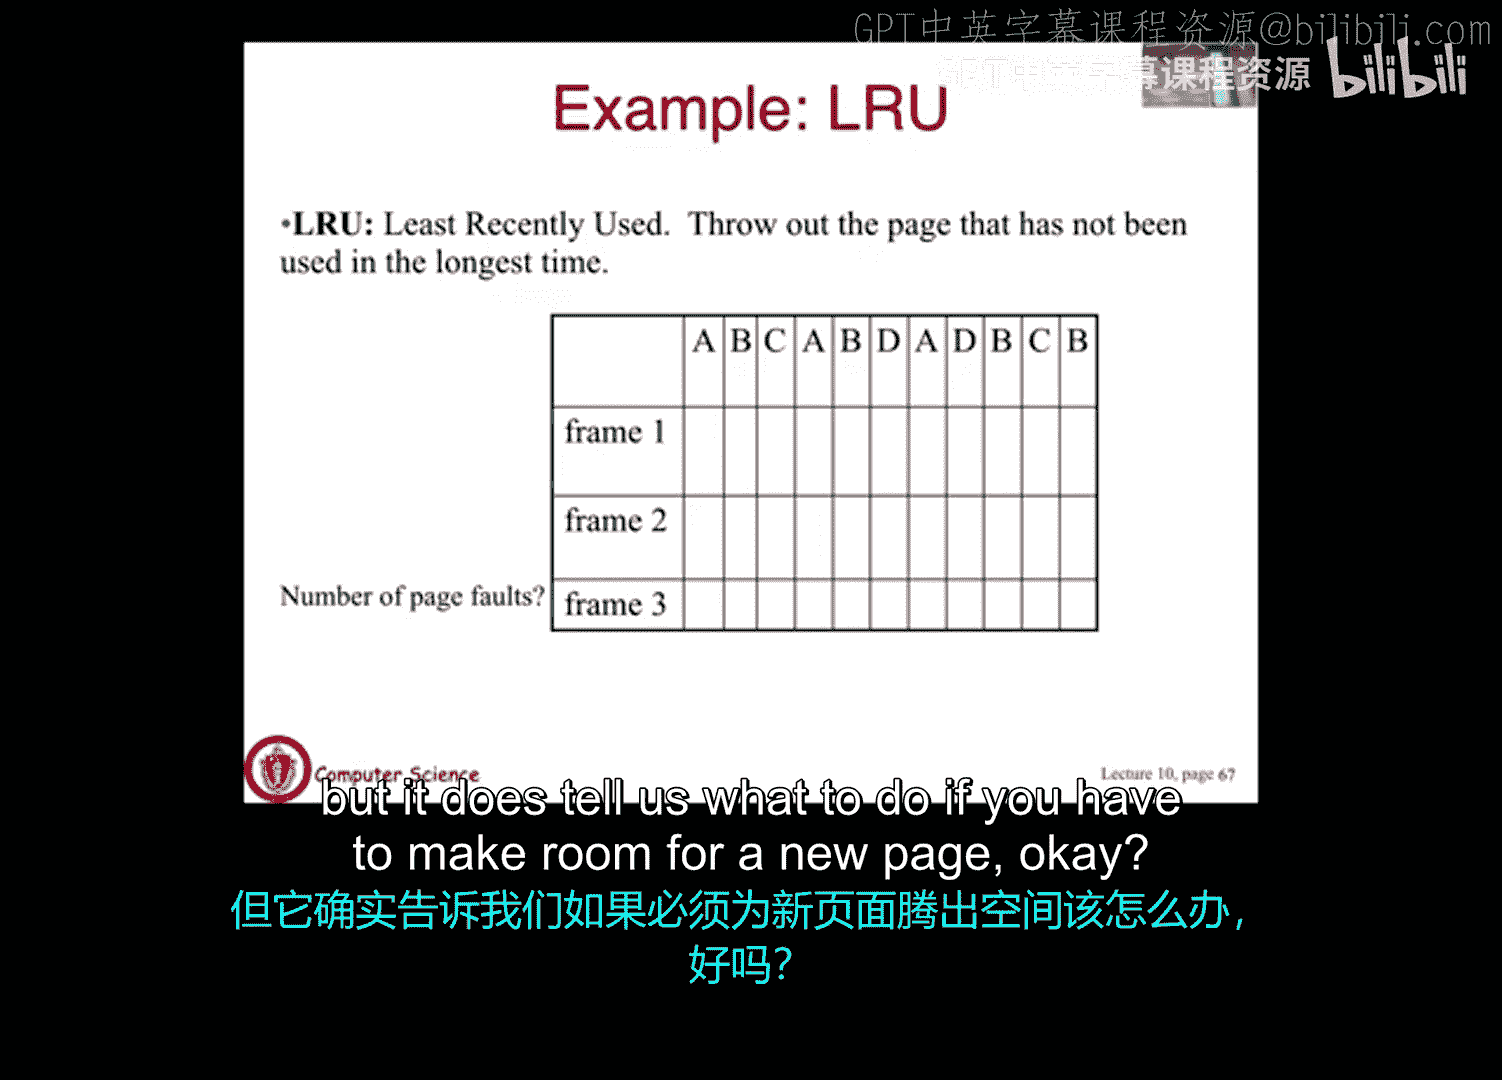 GPT中英字幕课程资源@bilibili.com
GPT中英字幕课程资源 bilibili
Example: LRU
•LRU: Least Recently Used. Throw out the page that has not been
used in the longest time.
A B C A B D A D B C B
frame 1
frame 2
Number of page faults? frame 3
Computer Science
Lecture 10, page 67
but it does tell us what to do if you have
to make room for a new page, okay?
但它确实告诉我们如果必须为新页面腾出空间该怎么办，
好吗？